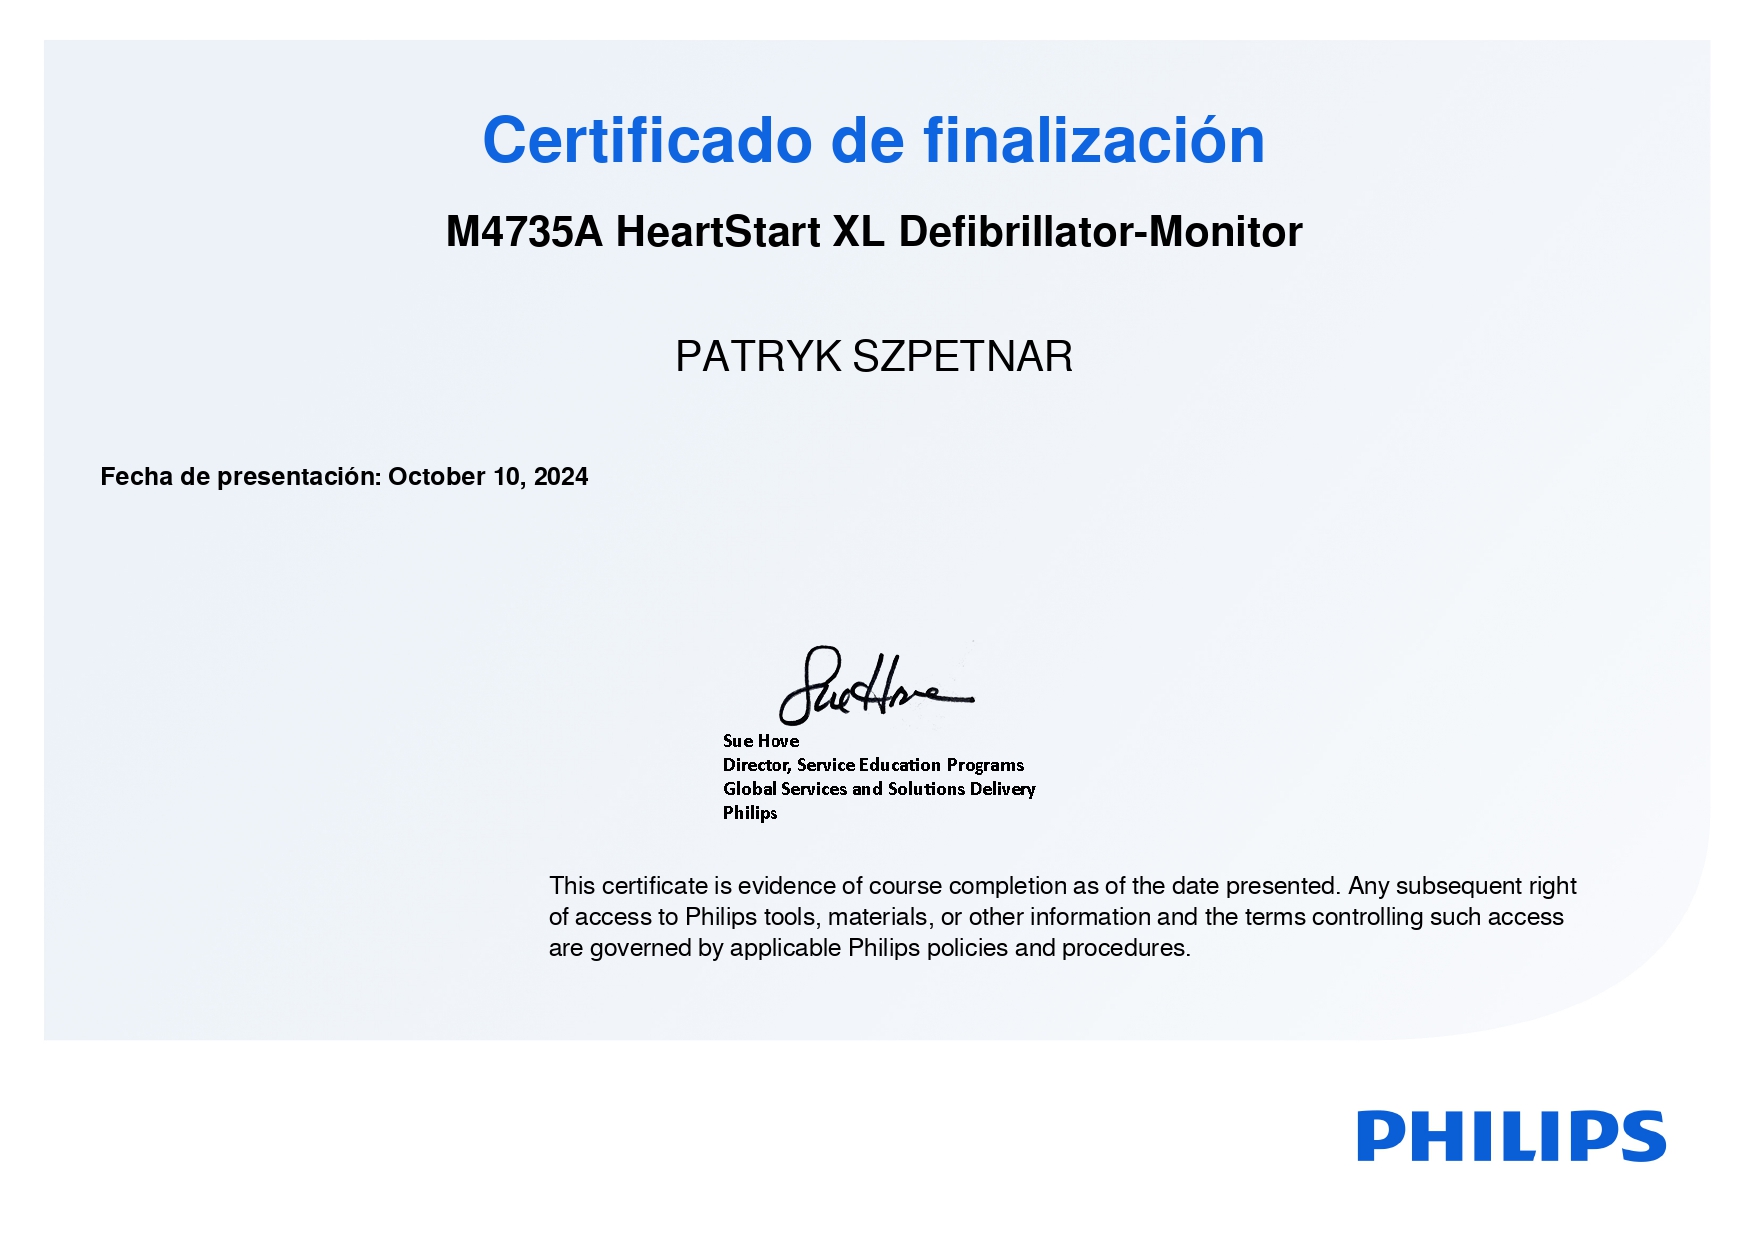 Certificado de finalización
M4735A HeartStart XL Defibrillator-Monitor
PATRYK SZPETNAR
Fecha de presentación: October 10, 2024
Sue Hove
Sue Hove
Director, Service Education Programs
Global Services and Solutions Delivery
Philips
This certificate is evidence of course completion as of the date presented. Any subsequent right
of access to Philips tools, materials, or other information and the terms controlling such access
are governed by applicable Philips policies and procedures.
PHILIPS